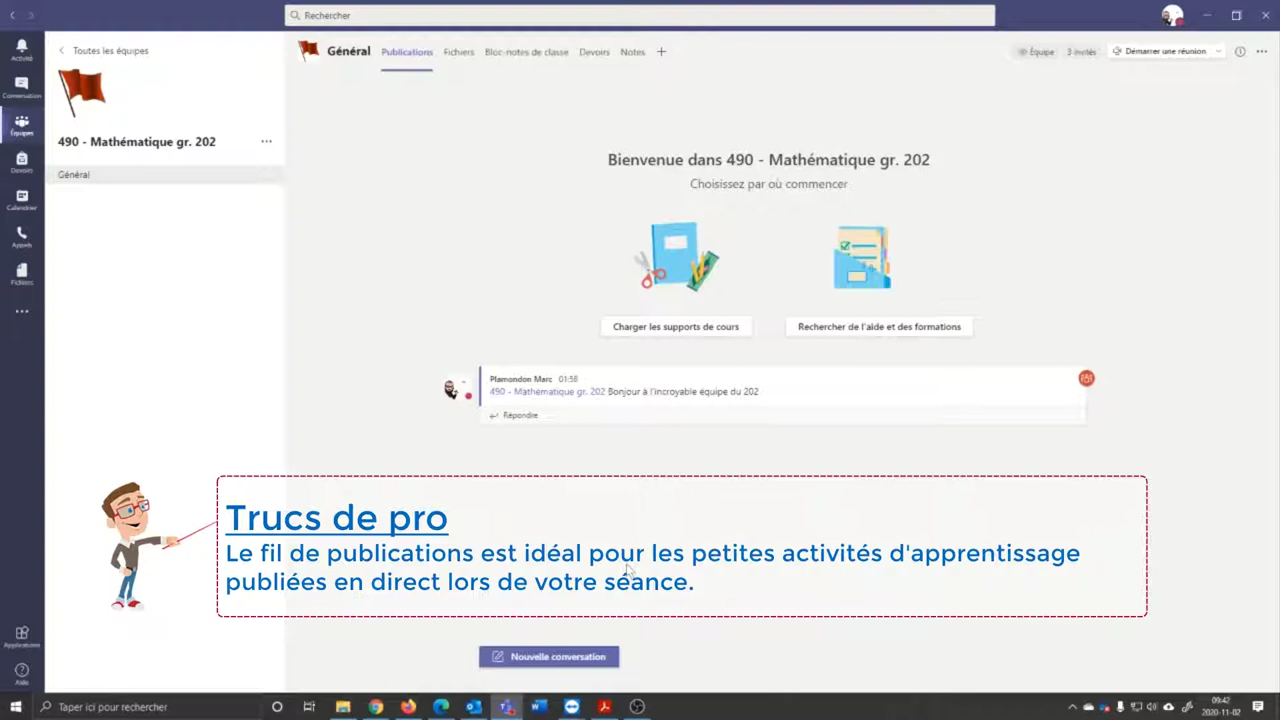 Rechercher
Activité
Conversation
Équipes
Devoirs
Calendrier
Appels
Fichiers
Applications
Aide
Toutes les équipes
490 - Mathématique gr. 202
Général
Général Publications Fichiers Bloc-notes de classe Devoirs Notes +
Équipe 3 invités Démarrer une réunion
Bienvenue dans 490 - Mathématique gr. 202
Choisissez par où commencer
Charger les supports de cours
Rechercher de l'aide et des formations
Plamondon Marc 01:58
490 - Mathématique gr. 202 Bonjour à l'incroyable équipe du 202
Répondre
Trucs de pro
Le fil de publications est idéal pour les petites activités d'apprentissage
publiées en direct lors de votre séance.
Nouvelle conversation
Taper ici pour rechercher
09:42
2020-11-02